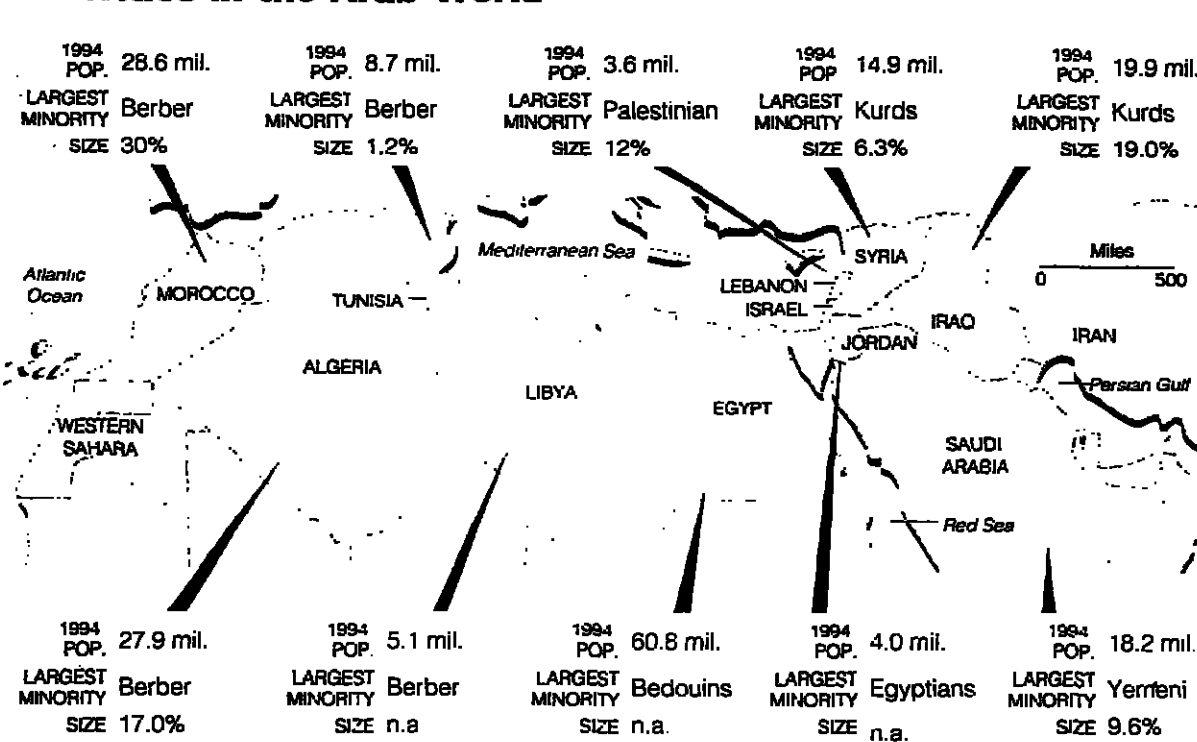 1994
POP. 28.6 mil.
LARGEST
MINORITY Berber
SIZE 30%
1994
POP. 8.7 mil.
LARGEST
MINORITY Berber
SIZE 1.2%
1994
POP. 3.6 mil.
LARGEST
MINORITY Palestinian
SIZE 12%
1994
POP 14.9 mil.
LARGEST
MINORITY Kurds
SIZE 6.3%
1994
POP. 19.9 mil.
LARGEST
MINORITY Kurds
SIZE 19.0%
Atlantic
Ocean
Mediterranean Sea
Miles
0 500
MOROCCO
TUNISIA
LEBANON
ISRAEL
SYRIA
JORDAN
IRAQ
IRAN
ALGERIA
LIBYA
EGYPT
Persian Gulf
WESTERN
SAHARA
SAUDI
ARABIA
Red Sea
1994
POP. 27.9 mil.
LARGEST
MINORITY Berber
SIZE 17.0%
1994
POP. 5.1 mil.
LARGEST
MINORITY Berber
SIZE n.a
1994
POP. 60.8 mil.
LARGEST
MINORITY Bedouins
SIZE n.a.
1994
POP. 4.0 mil.
LARGEST
MINORITY Egyptians
SIZE n.a.
1994
POP. 18.2 mil.
LARGEST
MINORITY Yemeni
SIZE 9.6%